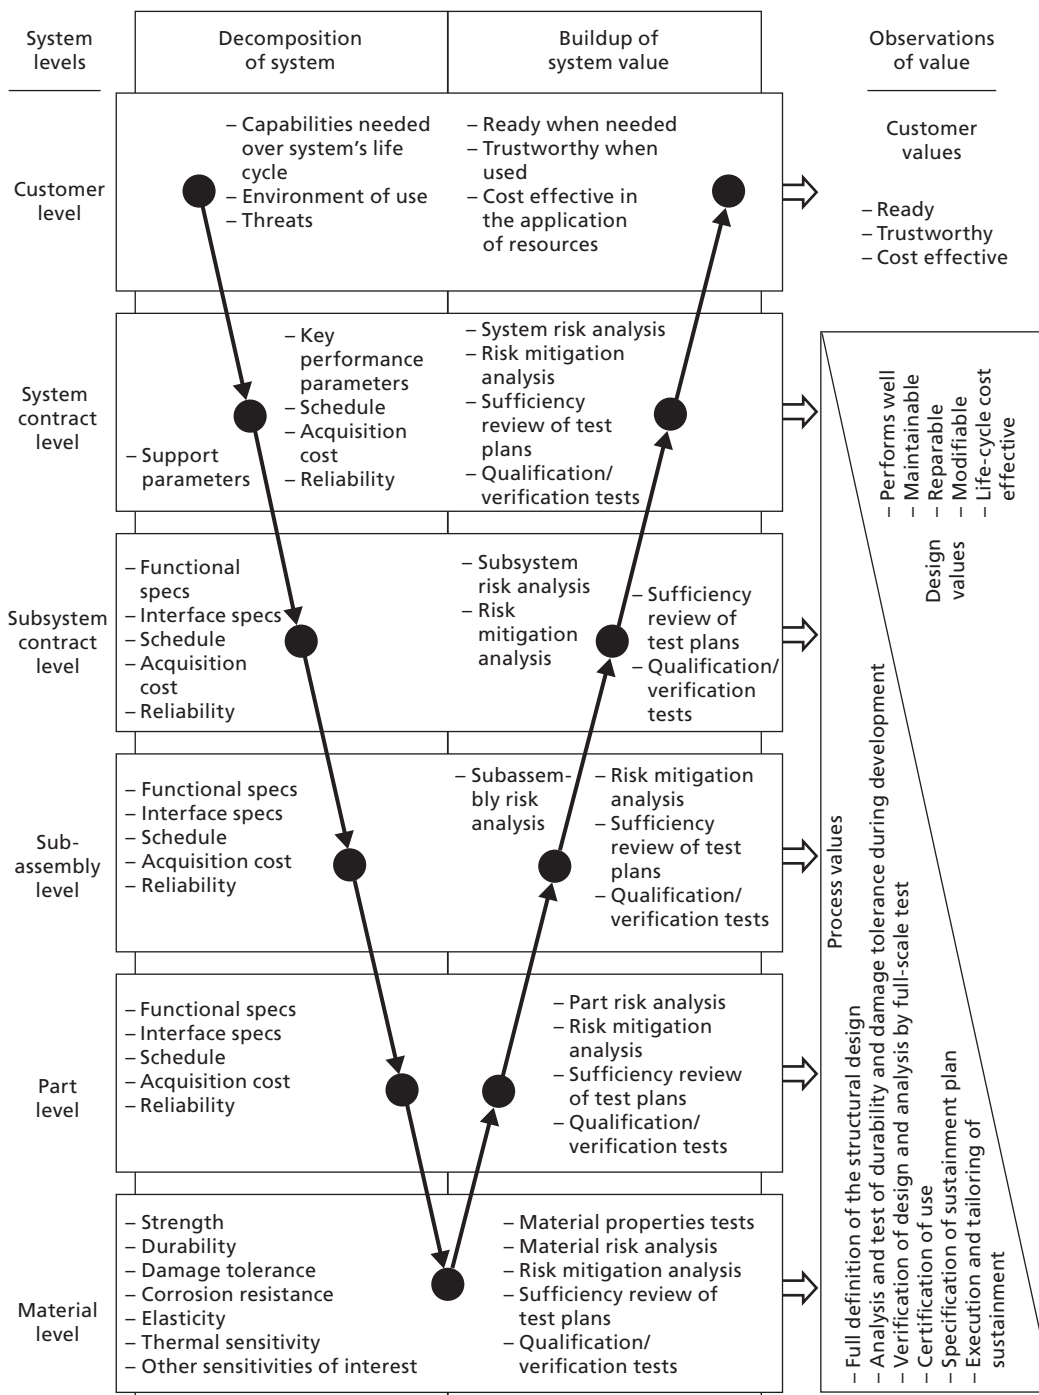 System
levels
Decomposition
of system
Buildup of
system value
Observations
of value
Customer
level
– Capabilities needed
over system's life
cycle
– Environment of use
– Threats
– Ready when needed
– Trustworthy when
used
– Cost effective in
the application
of resources
Customer
values
– Ready
– Trustworthy
– Cost effective
System
contract
level
– Support
parameters
– Key
performance
parameters
– Schedule
– Acquisition
cost
– Reliability
– System risk analysis
– Risk mitigation
analysis
– Sufficiency
review of test
plans
– Qualification/
verification tests
Subsystem
contract
level
– Functional
specs
– Interface specs
– Schedule
– Acquisition
cost
– Reliability
– Subsystem
risk analysis
– Risk
mitigation
analysis
– Sufficiency
review of
test plans
– Qualification/
verification
tests
Sub-
assembly
level
– Functional specs
– Interface specs
– Schedule
– Acquisition cost
– Reliability
– Subassem-
bly risk
analysis
– Risk mitigation
analysis
– Sufficiency
review of test
plans
– Qualification/
verification tests
Part
level
– Functional specs
– Interface specs
– Schedule
– Acquisition cost
– Reliability
– Part risk analysis
– Risk mitigation
analysis
– Sufficiency review
of test plans
– Qualification/
verification tests
Material
level
– Strength
– Durability
– Damage tolerance
– Corrosion resistance
– Elasticity
– Thermal sensitivity
– Other sensitivities of interest
– Material properties tests
– Material risk analysis
– Risk mitigation analysis
– Sufficiency review of
test plans
– Qualification/
verification tests
Design
values
– Performs well
– Maintainable
– Reparable
– Modifiable
– Life-cycle cost
effective
Process values
– Full definition of the structural design
– Analysis and test of durability and damage tolerance during development
– Verification of design and analysis by full-scale test
– Certification of use
– Specification of sustainment plan
– Execution and tailoring of
sustainment